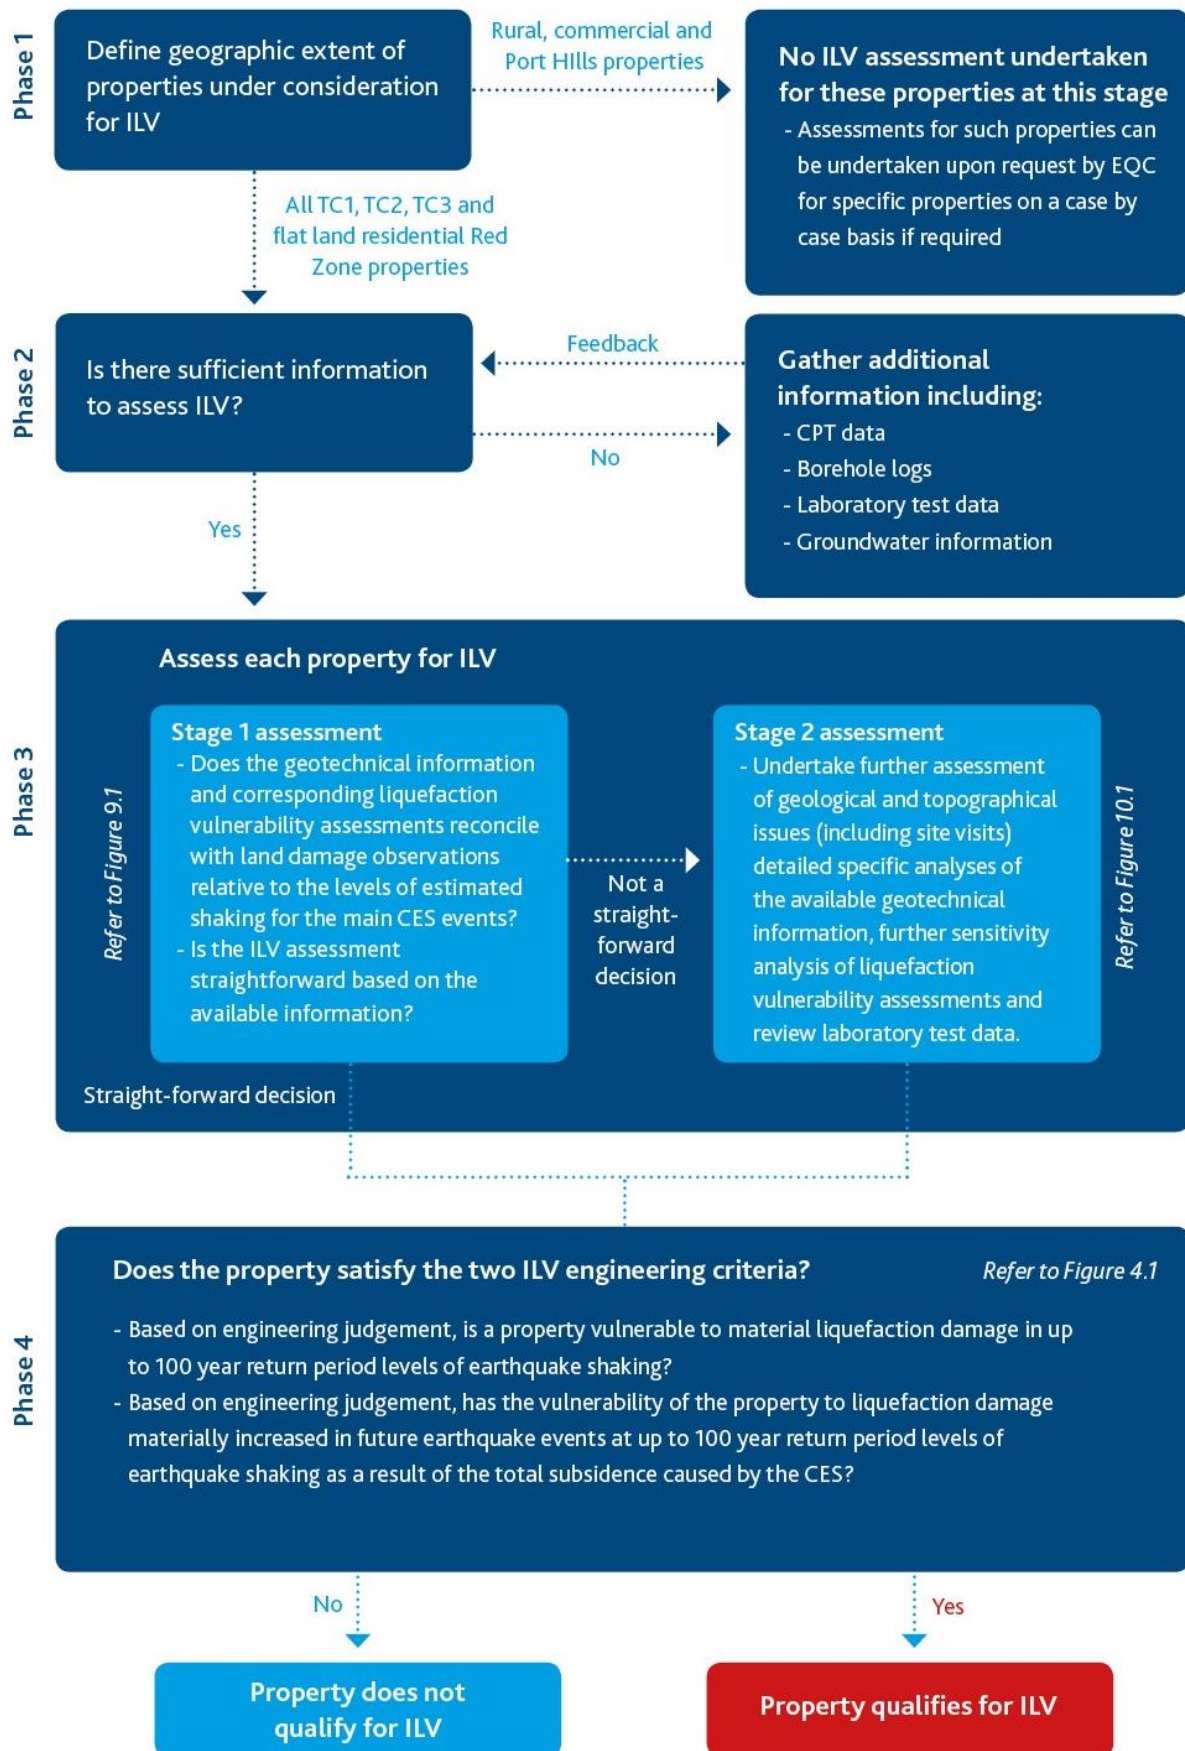 Phase 1
Define geographic extent of
properties under consideration
for ILV
Rural, commercial and
Port HIlls properties
No ILV assessment undertaken
for these properties at this stage
- Assessments for such properties can
be undertaken upon request by EQC
for specific properties on a case by
case basis if required
All TC1, TC2, TC3 and
flat land residential Red
Zone properties
Phase 2
Is there sufficient information
to assess ILV?
Feedback
No
Gather additional
information including:
- CPT data
- Borehole logs
- Laboratory test data
- Groundwater information
Yes
Phase 3
Assess each property for ILV
Refer to Figure 9.1
Stage 1 assessment
- Does the geotechnical information
and corresponding liquefaction
vulnerability assessments reconcile
with land damage observations
relative to the levels of estimated
shaking for the main CES events?
- Is the ILV assessment
straightforward based on the
available information?
Not a
straight-
forward
decision
Stage 2 assessment
- Undertake further assessment
of geological and topographical
issues (including site visits)
detailed specific analyses of
the available geotechnical
information, further sensitivity
analysis of liquefaction
vulnerability assessments and
review laboratory test data.
Refer to Figure 10.1
Straight-forward decision
Phase 4
Does the property satisfy the two ILV engineering criteria?
Refer to Figure 4.1
- Based on engineering judgement, is a property vulnerable to material liquefaction damage in up
to 100 year return period levels of earthquake shaking?
- Based on engineering judgement, has the vulnerability of the property to liquefaction damage
materially increased in future earthquake events at up to 100 year return period levels of
earthquake shaking as a result of the total subsidence caused by the CES?
No
Yes
Property does not
qualify for ILV
Property qualifies for ILV